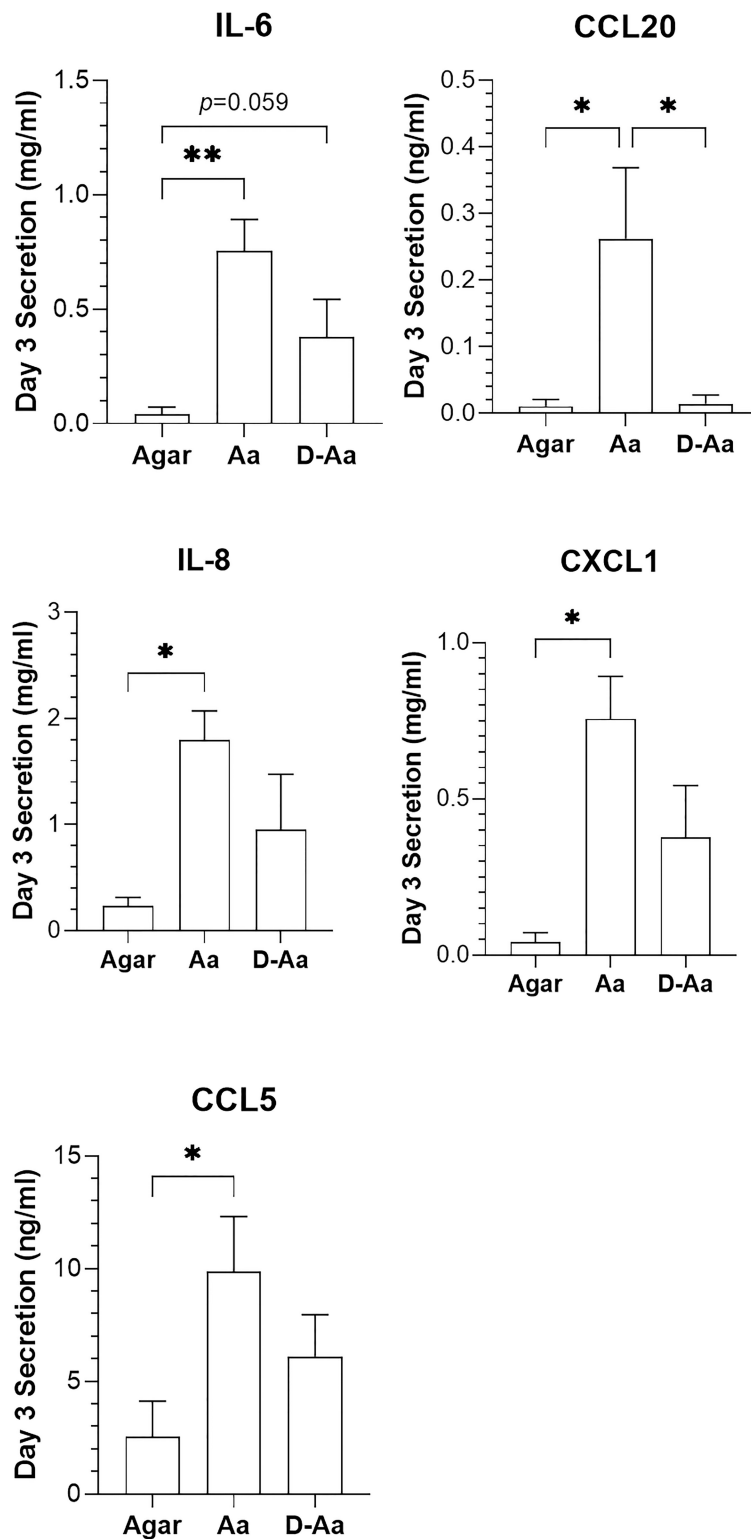 IL-6
Day 3 Secretion (mg/ml)
1.5
1.0
0.5
0.0
p=0.059
✱✱
Agar Aa D-Aa
CCL20
Day 3 Secretion (ng/ml)
0.5
0.4
0.3
0.2
0.1
0.0
✱ ✱
Agar Aa D-Aa
IL-8
Day 3 Secretion (mg/ml)
3
2
1
0
✱
Agar Aa D-Aa
CXCL1
Day 3 Secretion (mg/ml)
1.0
0.5
0.0
✱
Agar Aa D-Aa
CCL5
Day 3 Secretion (ng/ml)
15
10
5
0
✱
Agar Aa D-Aa